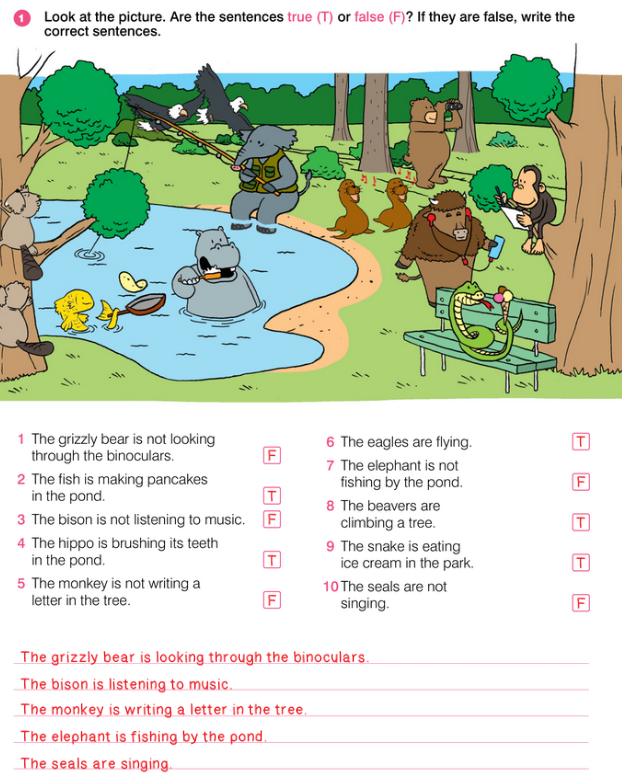 1 Look at the picture. Are the sentences true (T) or false (F)? If they are false, write the
correct sentences.
1 The grizzly bear is not looking
through the binoculars. F
2 The fish is making pancakes
in the pond. T
3 The bison is not listening to music. F
4 The hippo is brushing its teeth
in the pond. T
5 The monkey is not writing a
letter in the tree. F
6 The eagles are flying. T
7 The elephant is not
fishing by the pond. F
8 The beavers are
climbing a tree. T
9 The snake is eating
ice cream in the park. T
10 The seals are not
singing. F
The grizzly bear is looking through the binoculars.
The bison is listening to music.
The monkey is writing a letter in the tree.
The elephant is fishing by the pond.
The seals are singing.